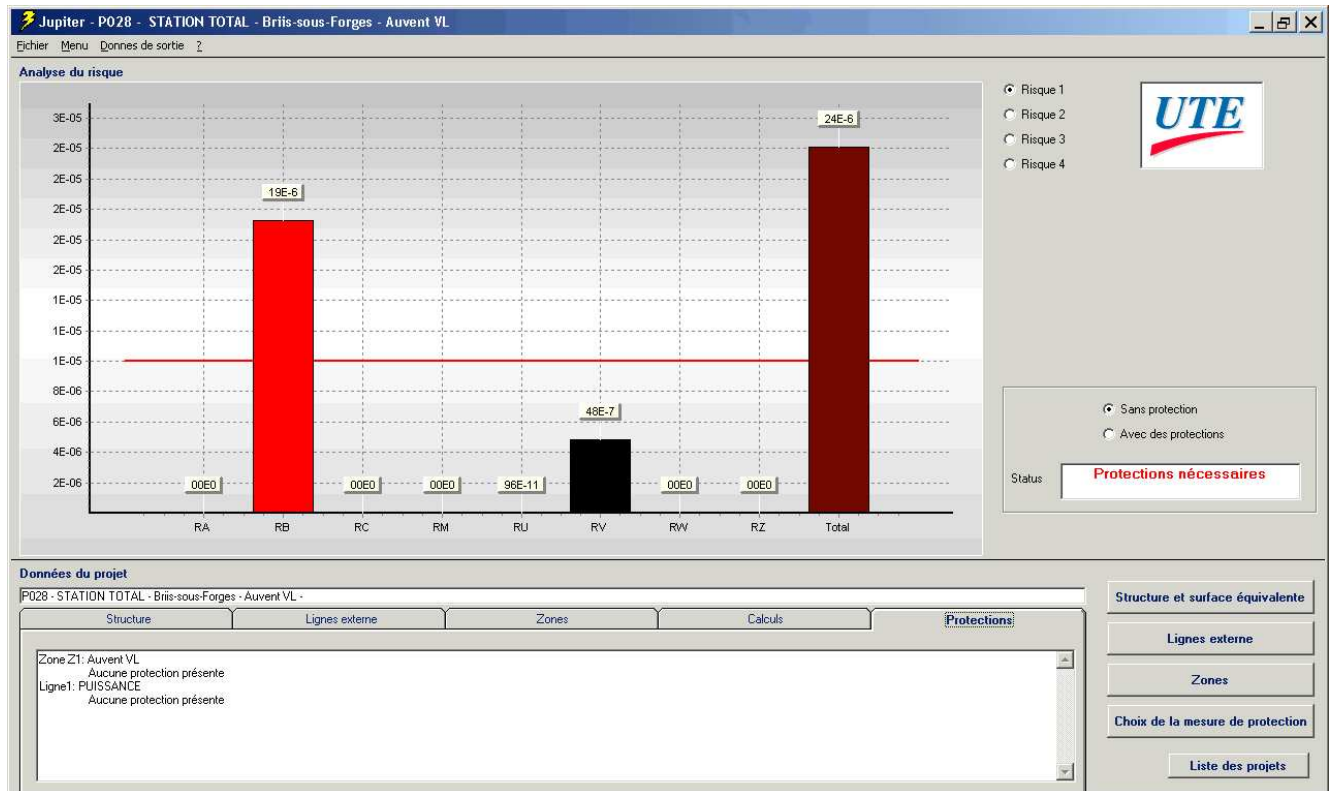 Jupiter - P028 - STATION TOTAL - Briis-sous-Forges - Auvent VL
Fichier Menu Donnes de sortie ?
Analyse du risque
3E-05
2E-05
2E-05
2E-05
2E-05
2E-05
1E-05
1E-05
1E-05
8E-06
6E-06
4E-06
2E-06
00E0
19E-6
00E0
00E0
96E-11
48E-7
00E0
00E0
24E-6
RA RB RC RM RU RV RW RZ Total
Risque 1
Risque 2
Risque 3
Risque 4
UTE
Sans protection
Avec des protections
Status Protections nécessaires
Données du projet
P028 - STATION TOTAL - Briis-sous-Forges - Auvent VL -
Structure Lignes externe Zones Calculs Protections
Zone Z1: Auvent VL
Aucune protection présente
Ligne1: PUISSANCE
Aucune protection présente
Structure et surface équivalente
Lignes externe
Zones
Choix de la mesure de protection
Liste des projets